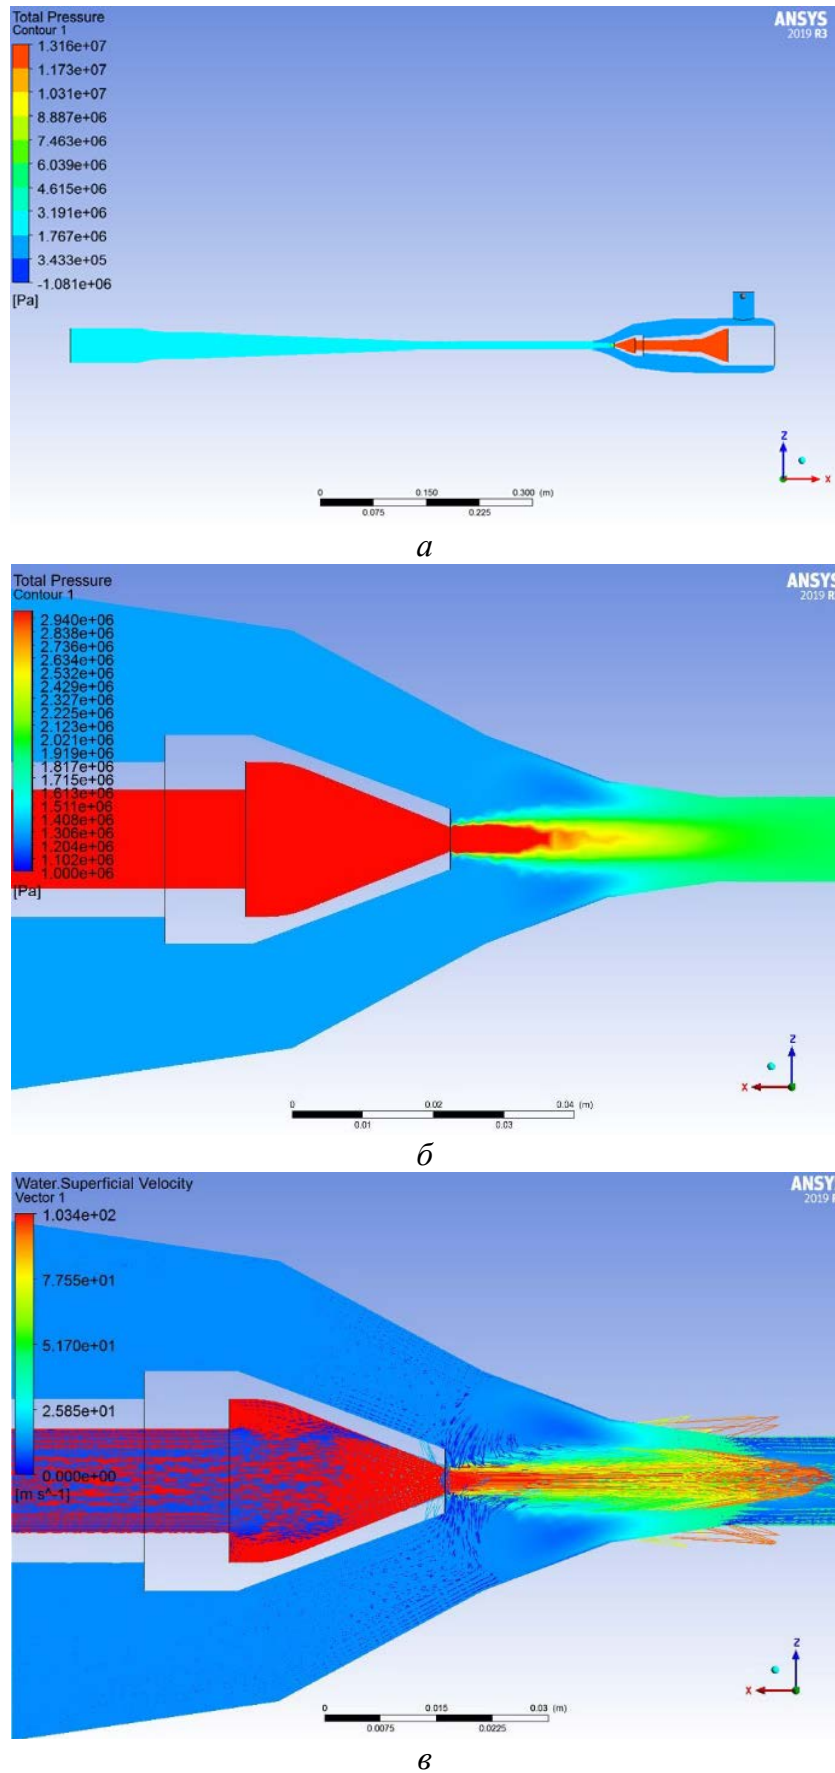 Total Pressure
Contour 1
ANSYS
2019 R3
1.316e+07
1.173e+07
1.031e+07
8.887e+06
7.463e+06
6.039e+06
4.615e+06
3.191e+06
1.767e+06
3.433e+05
-1.081e+06
[Pa]
Z
X
0 0.150 0.300 (m)
0.075 0.225
а
Total Pressure
Contour 1
ANSYS
2019 R
2.940e+06
2.838e+06
2.736e+06
2.634e+06
2.532e+06
2.429e+06
2.327e+06
2.225e+06
2.123e+06
2.021e+06
1.919e+06
1.817e+06
1.715e+06
1.613e+06
1.511e+06
1.408e+06
1.306e+06
1.204e+06
1.102e+06
1.000e+06
[Pa]
Z
X
0 0.02 0.04 (m)
0.01 0.03
б
Water.Superficial Velocity
Vector 1
ANSYS
2019 R
1.034e+02
7.755e+01
5.170e+01
2.585e+01
0.000e+00
[m s^-1]
Z
X
0 0.015 0.03 (m)
0.0075 0.0225
в